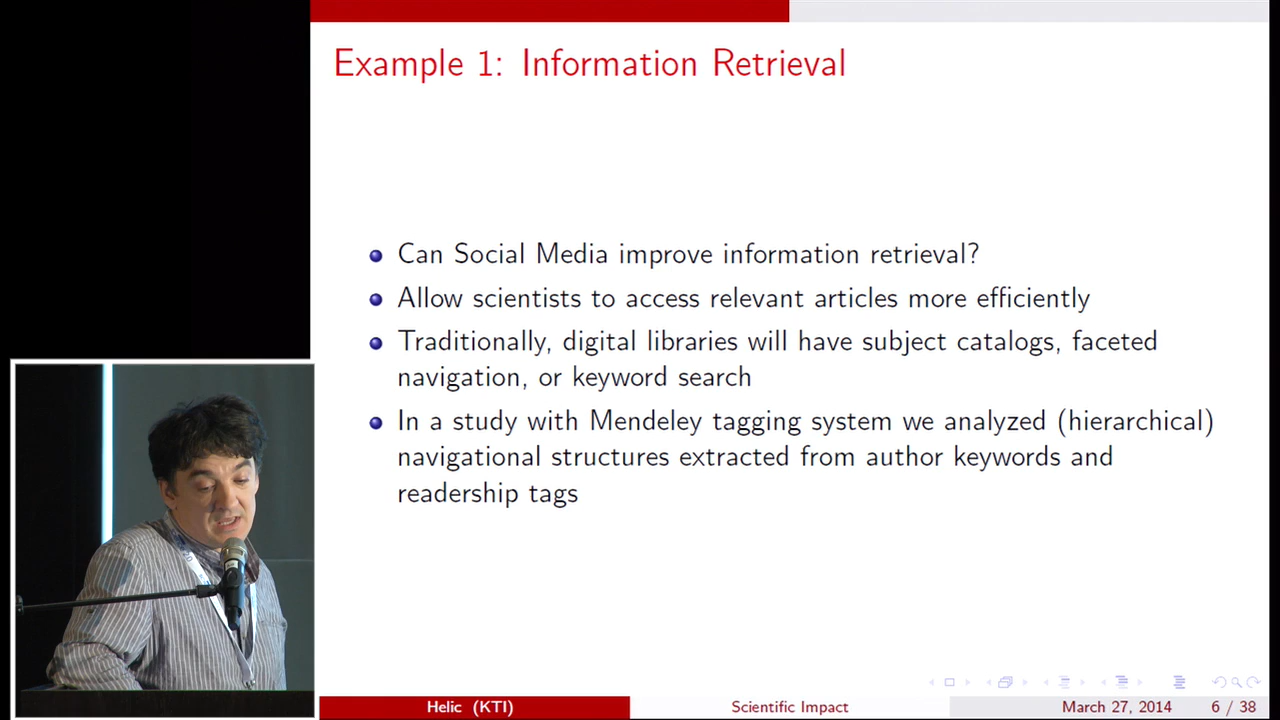 Example 1: Information Retrieval
Can Social Media improve information retrieval?
Allow scientists to access relevant articles more efficiently
Traditionally, digital libraries will have subject catalogs, faceted
navigation, or keyword search
In a study with Mendeley tagging system we analyzed (hierarchical)
navigational structures extracted from author keywords and
readership tags
Helic (KTI) Scientific Impact March 27, 2014 6 / 38